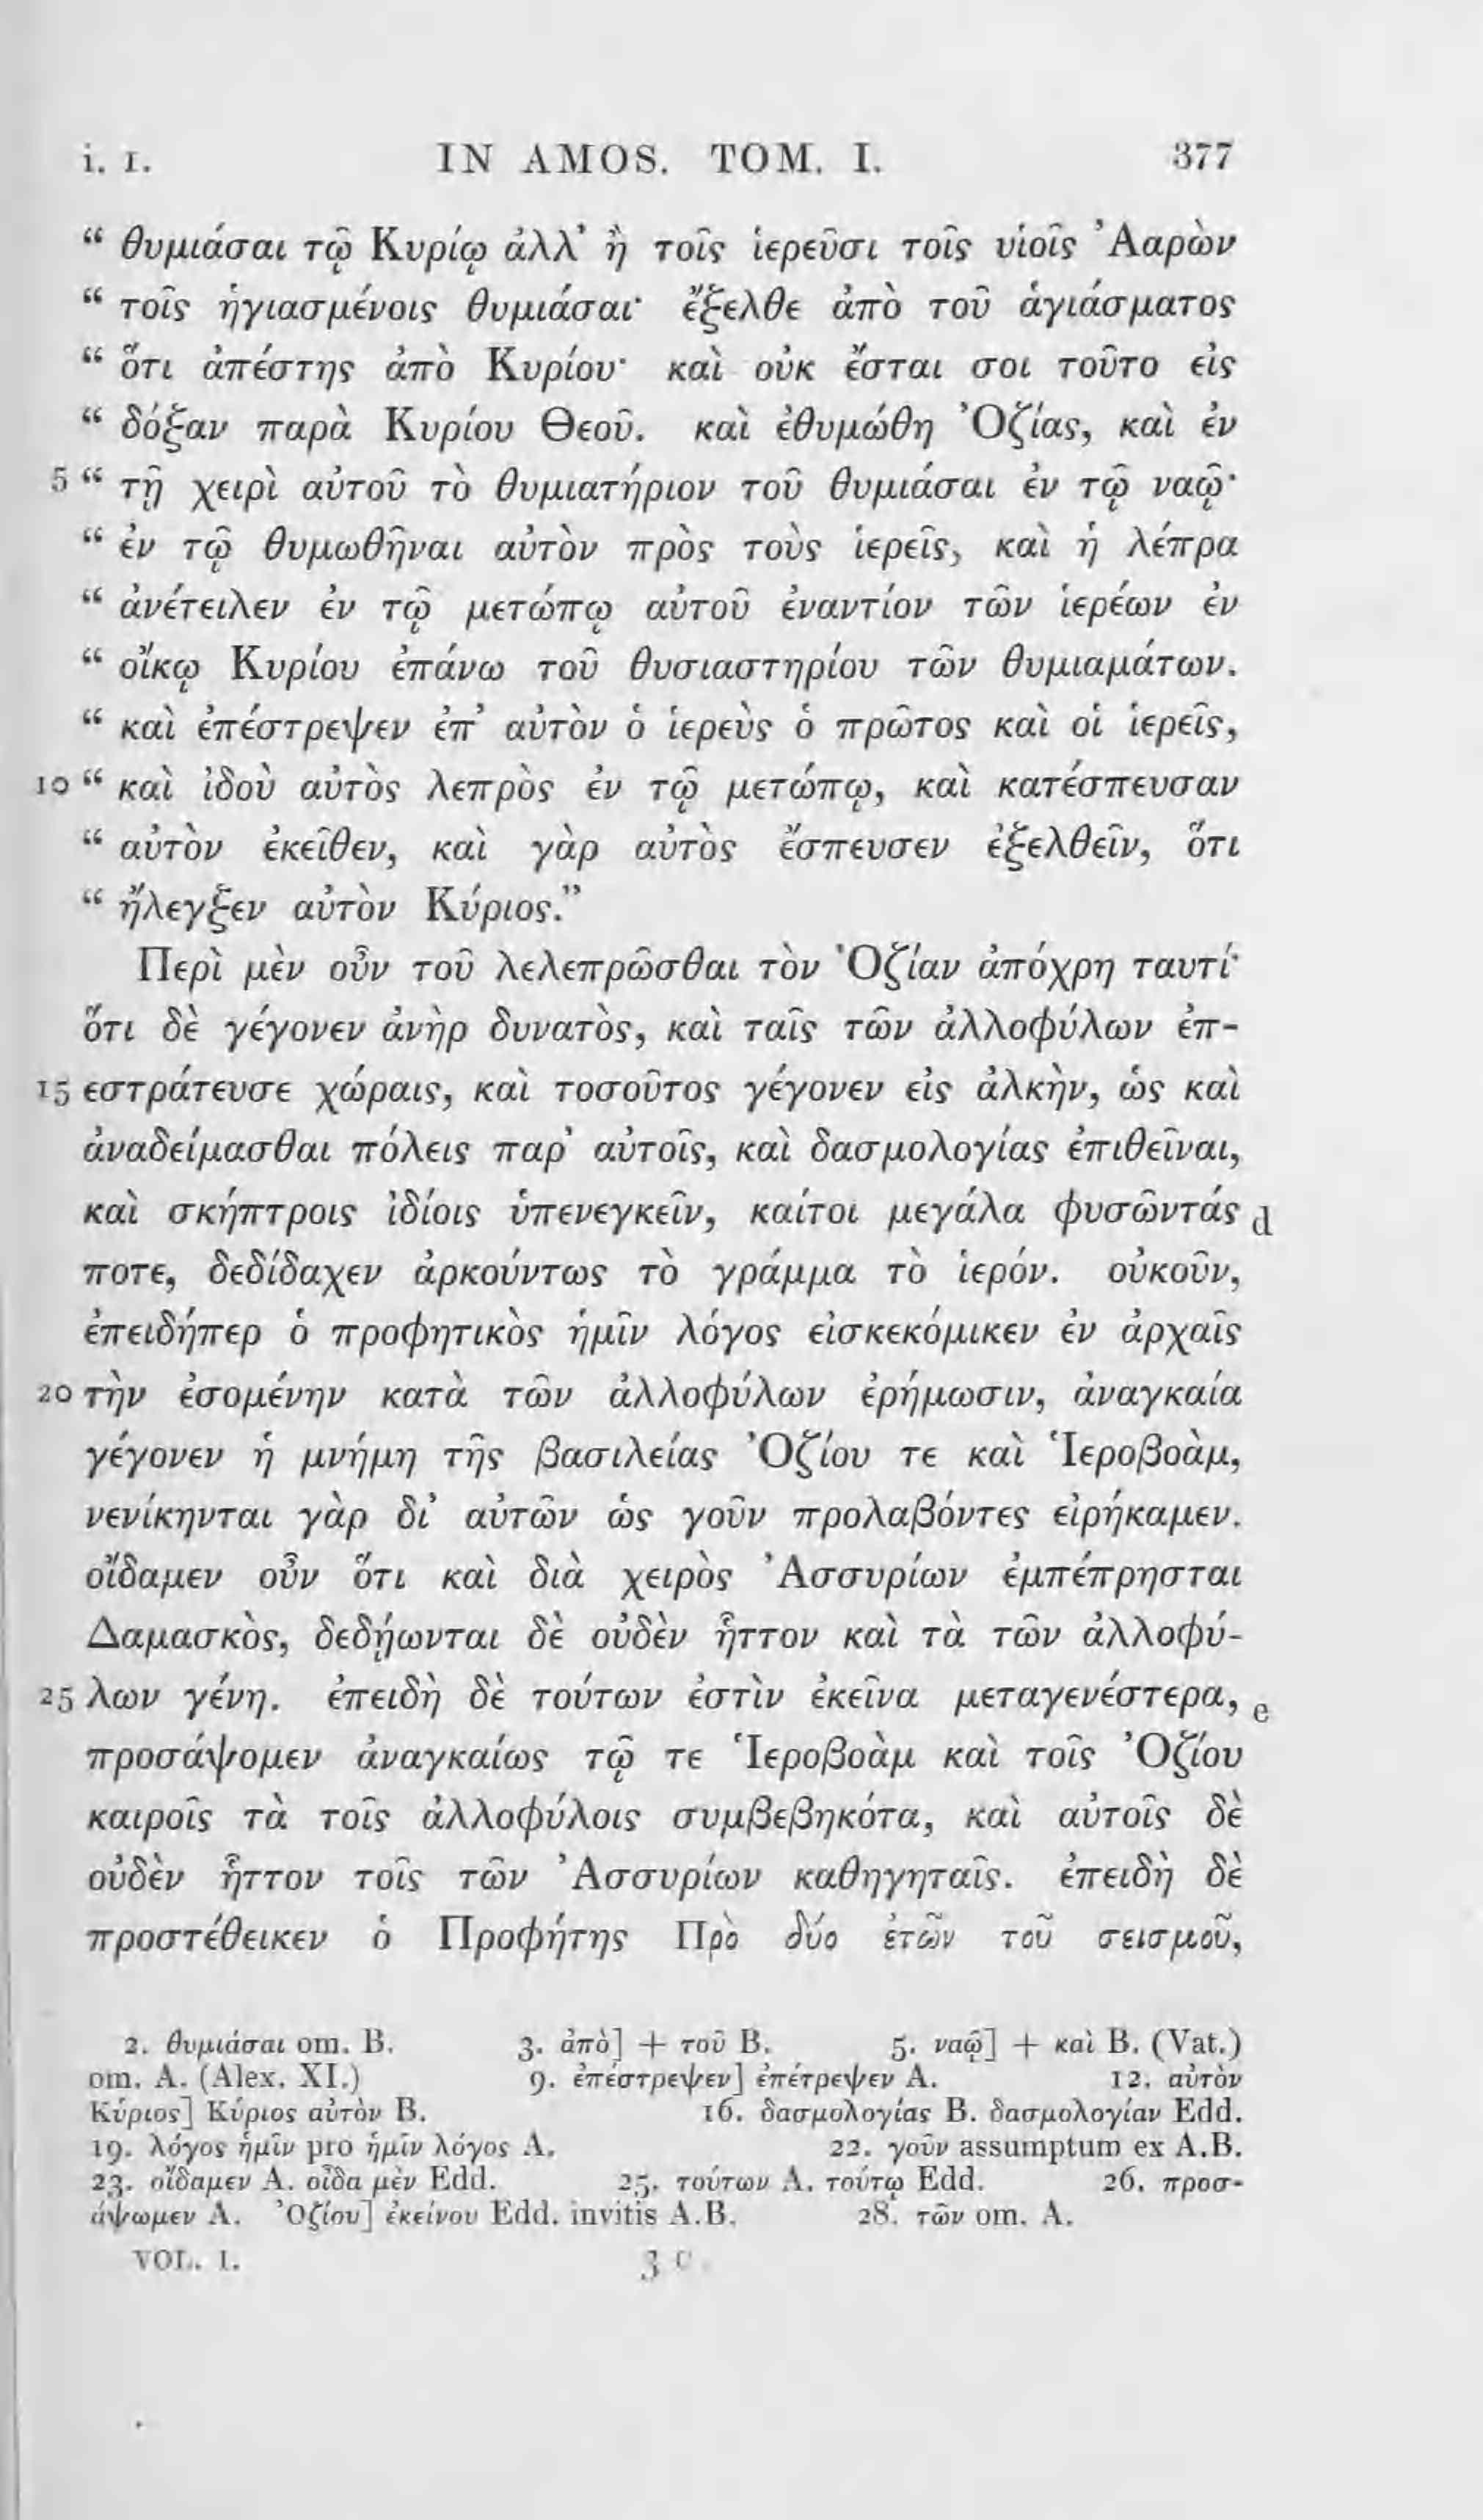 i. 1. IN AMOS. TOM. I. 377
“ θυμιάσαι τῷ Κυρίῳ ἀλλ’ ἢ τοῖς ἱερεῦσι τοῖς υἱοῖς Ἀαρὼν
“ τοῖς ἡγιασμένοις θυμιάσαι· ἔξελθε ἀπὸ τοῦ ἁγιάσματος
“ ὅτι ἀπέστης ἀπὸ Κυρίου· καὶ οὐκ ἔσται σοι τοῦτο εἰς
“ δόξαν παρὰ Κυρίου Θεοῦ. καὶ ἐθυμώθη Ὀζίας, καὶ ἐν
5 “ τῇ χειρὶ αὐτοῦ τὸ θυμιατήριον τοῦ θυμιάσαι ἐν τῷ ναῷ·
“ ἐν τῷ θυμωθῆναι αὐτὸν πρὸς τοὺς ἱερεῖς, καὶ ἡ λέπρα
“ ἀνέτειλεν ἐν τῷ μετώπῳ αὐτοῦ ἐναντίον τῶν ἱερέων ἐν
“ οἴκῳ Κυρίου ἐπάνω τοῦ θυσιαστηρίου τῶν θυμιαμάτων.
“ καὶ ἐπέστρεψεν ἐπ’ αὐτὸν ὁ ἱερεὺς ὁ πρῶτος καὶ οἱ ἱερεῖς,
10 “ καὶ ἰδοὺ αὐτὸς λεπρὸς ἐν τῷ μετώπῳ, καὶ κατέσπευσαν
“ αὐτὸν ἐκεῖθεν, καὶ γὰρ αὐτὸς ἔσπευσεν ἐξελθεῖν, ὅτι
“ ἤλεγξεν αὐτὸν Κύριος.”
Περὶ μὲν οὖν τοῦ λελεπρῶσθαι τὸν Ὀζίαν ἀπόχρη ταυτί·
ὅτι δὲ γέγονεν ἀνὴρ δυνατὸς, καὶ ταῖς τῶν ἀλλοφύλων ἐπ-
15 εστράτευσε χώραις, καὶ τοσοῦτος γέγονεν εἰς ἀλκὴν, ὡς καὶ
ἀναδείμασθαι πόλεις παρ’ αὐτοῖς, καὶ δασμολογίας ἐπιθεῖναι,
καὶ σκήπτροις ἰδίοις ὑπενεγκεῖν, καίτοι μεγάλα φυσῶντάς d
ποτε, δεδίδαχεν ἀρκούντως τὸ γράμμα τὸ ἱερόν. οὐκοῦν,
ἐπειδήπερ ὁ προφητικὸς ἡμῖν λόγος εἰσκεκόμικεν ἐν ἀρχαῖς
20 τὴν ἐσομένην κατὰ τῶν ἀλλοφύλων ἐρήμωσιν, ἀναγκαία
γέγονεν ἡ μνήμη τῆς βασιλείας Ὀζίου τε καὶ Ἱεροβοὰμ,
νενίκηνται γὰρ δι’ αὐτῶν ὡς γοῦν προλαβόντες εἰρήκαμεν.
οἴδαμεν οὖν ὅτι καὶ διὰ χειρὸς Ἀσσυρίων ἐμπέπρησται
Δαμασκὸς, δεδῄωνται δὲ οὐδὲν ἧττον καὶ τὰ τῶν ἀλλοφύ-
25 λων γένη. ἐπειδὴ δὲ τούτων ἐστὶν ἐκεῖνα μεταγενέστερα, e
προσάψομεν ἀναγκαίως τῷ τε Ἱεροβοὰμ καὶ τοῖς Ὀζίου
καιροῖς τὰ τοῖς ἀλλοφύλοις συμβεβηκότα, καὶ αὐτοῖς δὲ
οὐδὲν ἧττον τοῖς τῶν Ἀσσυρίων καθηγηταῖς. ἐπειδὴ δὲ
προστέθεικεν ὁ Προφήτης Πρὸ δύο ἐτῶν τοῦ σεισμοῦ,
2. θυμιάσαι om. B. 3. ἀπὸ] + τοῦ B. 5. ναῷ] + καὶ B. (Vat.)
om. A. (Alex. XI.) 9. ἐπέστρεψεν] ἐπέτρεψεν A. 12. αὐτὸν
Κύριος] Κύριος αὐτὸν B. 16. δασμολογίας B. δασμολογίαν Edd.
19. λόγος ἡμῖν pro ἡμῖν λόγος A. 22. γοῦν assumptum ex A.B.
23. οἴδαμεν A. οἶδα μὲν Edd. 25. τούτων A. τούτῳ Edd. 26. προσ-
άψωμεν A. Ὀζίου] ἐκείνου Edd. invitis A.B. 28. τῶν om. A.
VOL. I. 3 C